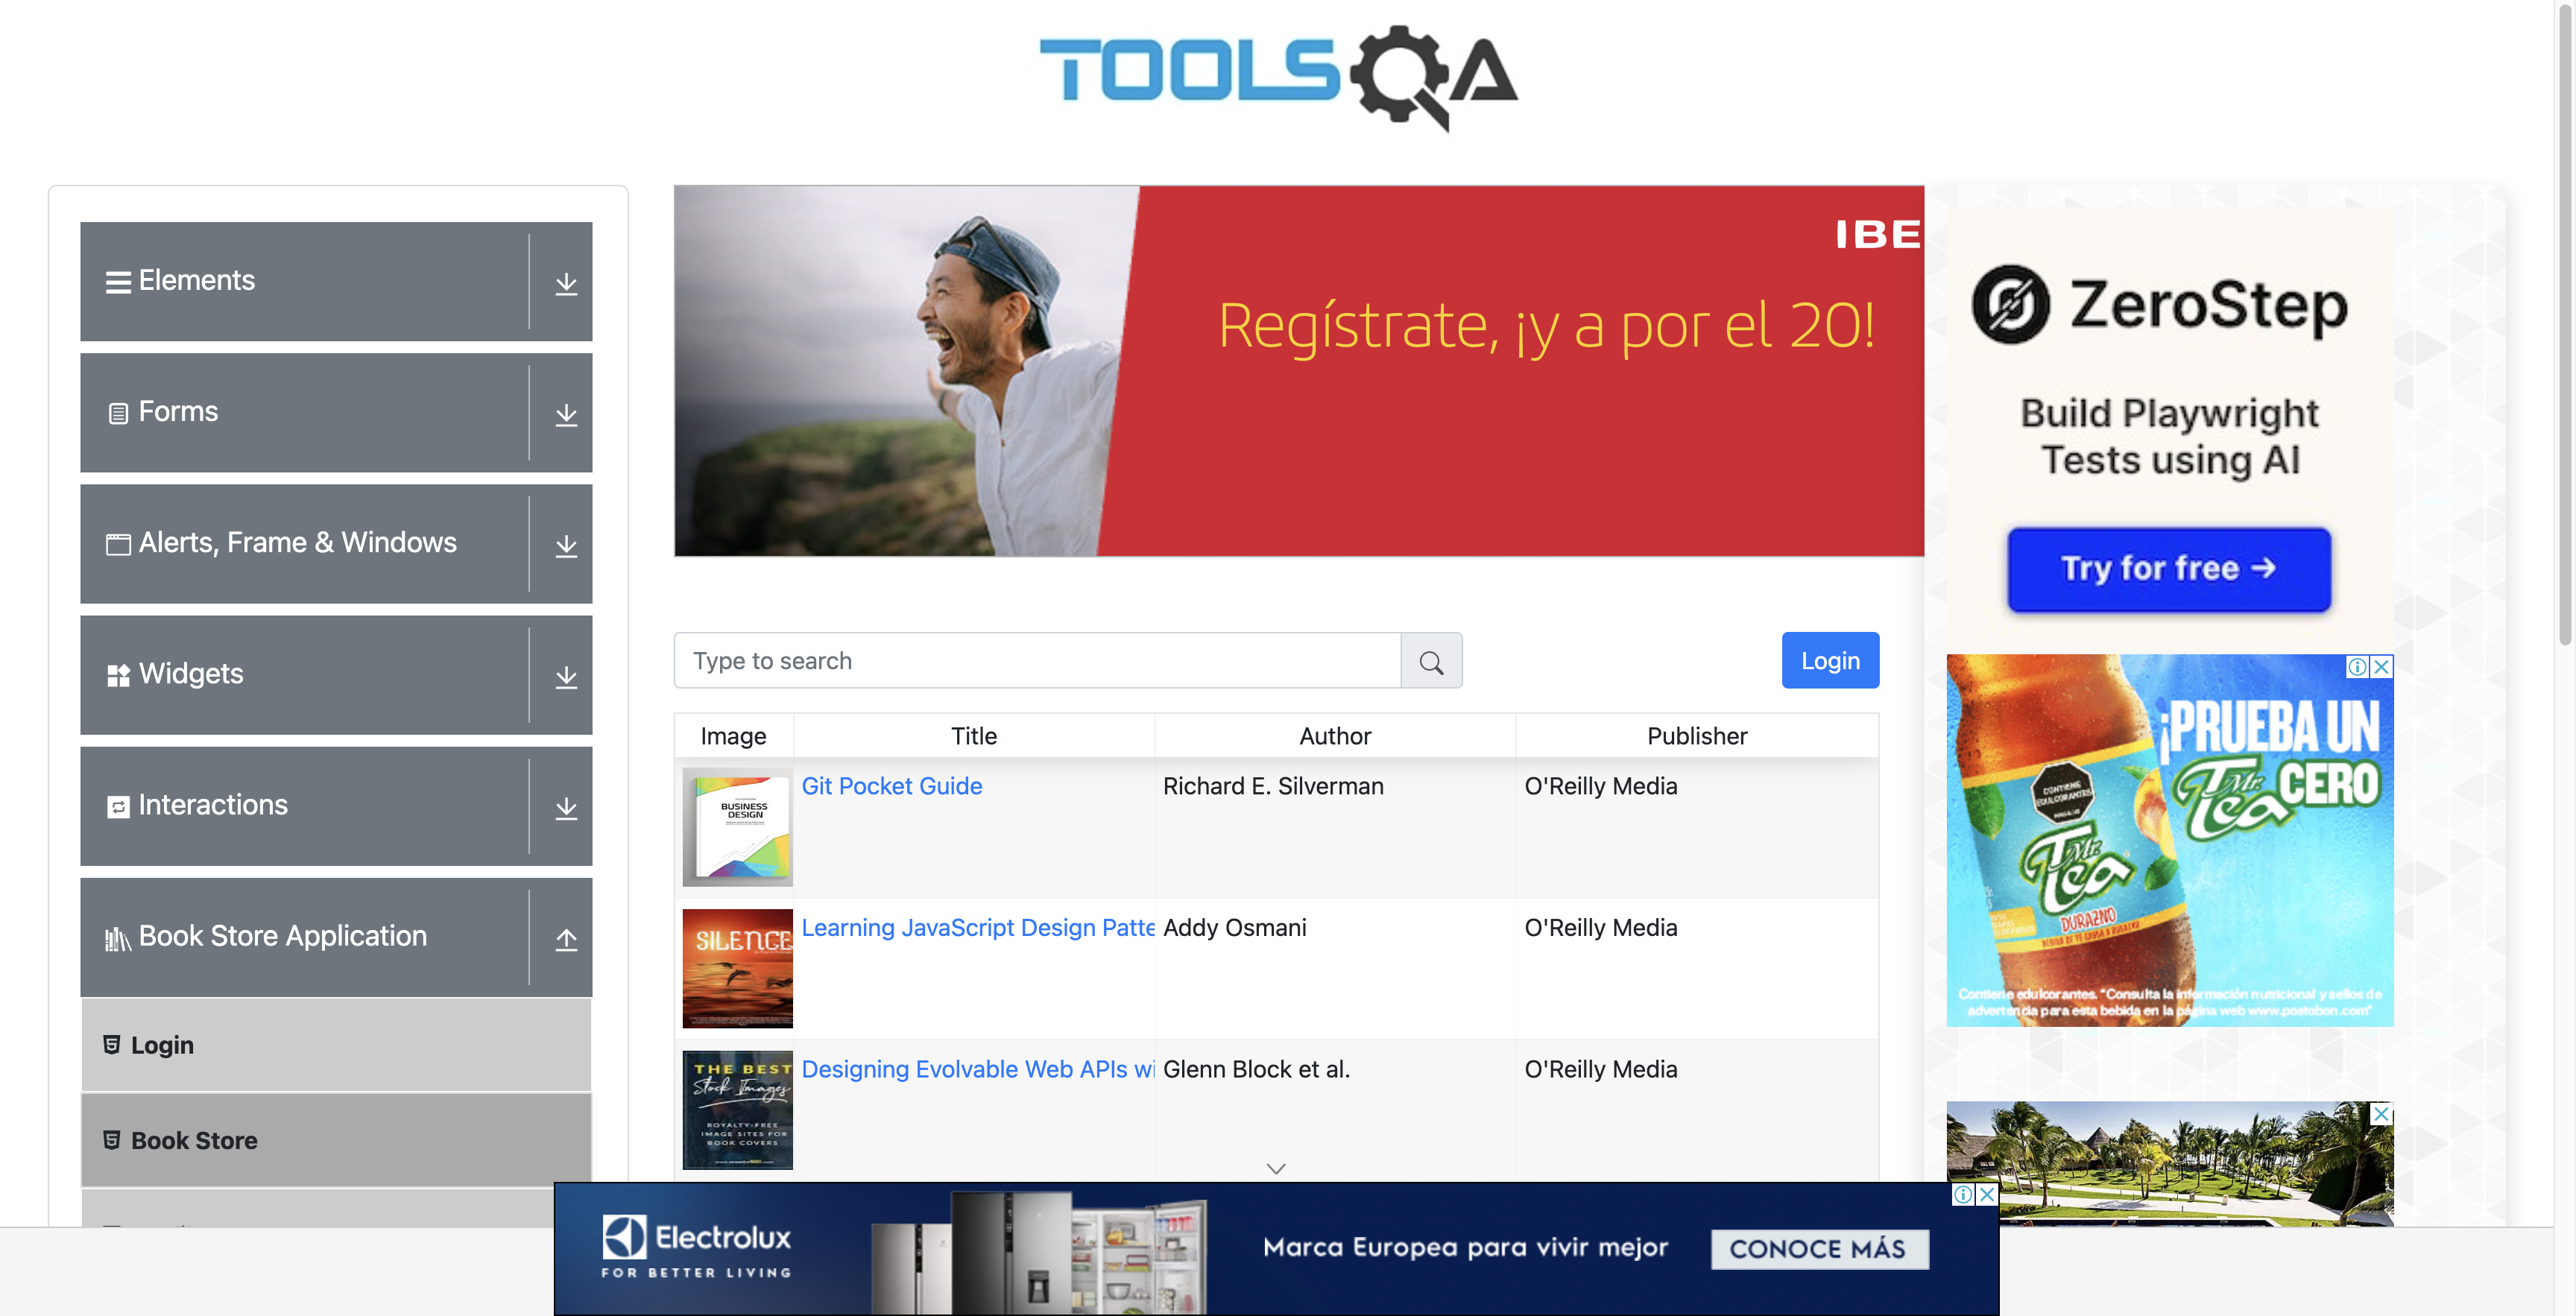 TOOLSQA
Elements
Forms
Alerts, Frame & Windows
Widgets
Interactions
Book Store Application
Login
Book Store
IBE
Regístrate, ¡y a por el 20!
Type to search
Login
Image Title Author Publisher
BUSINESS
DESIGN
Git Pocket Guide Richard E. Silverman O'Reilly Media
SILENCE
Learning JavaScript Design Patte Addy Osmani O'Reilly Media
THE BEST
Stock Images
ROYALTY-FREE
IMAGE SITES FOR
BOOK COVERS
Designing Evolvable Web APIs wi Glenn Block et al. O'Reilly Media
ZeroStep
Build Playwright
Tests using AI
Try for free →
¡PRUEBA UN
Mr. Tea CERO
CONTIENE
EDULCORANTES
Mr. Tea
DURAZNO
Contiene edulcorantes. "Consulta la información nutricional y sellos de
advertencia para esta bebida en la página web www.postobon.com"
Electrolux
FOR BETTER LIVING
Marca Europea para vivir mejor
CONOCE MÁS